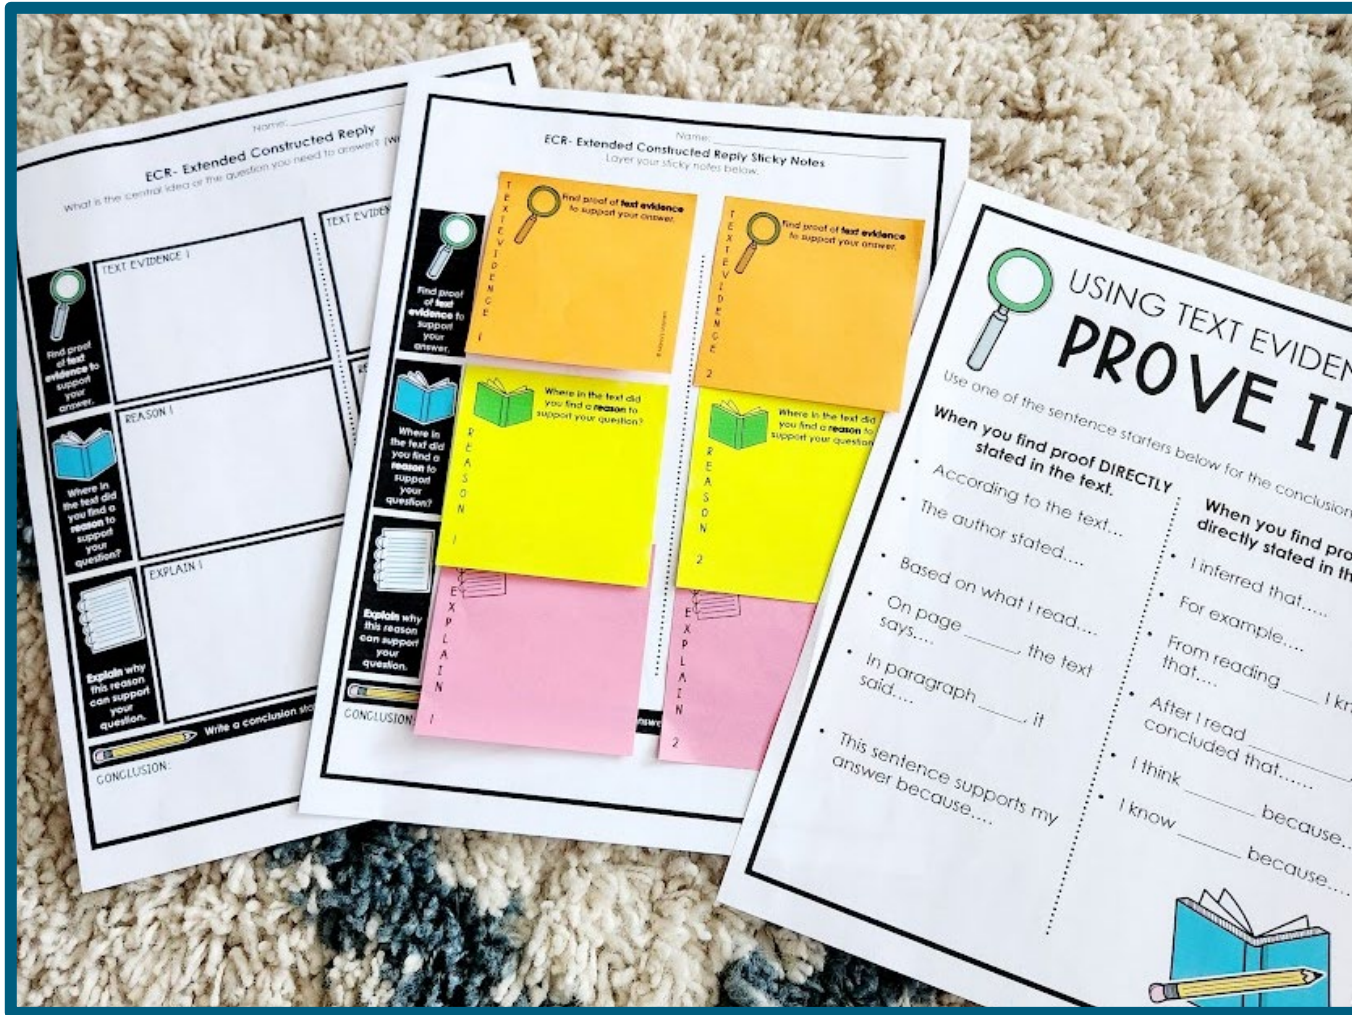 Name:
ECR- Extended Constructed Reply
What is the central idea or the question you need to answer?
TEXT EVIDENCE 1
TEXT EVIDEN
Find proof
of text
evidence to
support
your
answer.
REASON 1
Where in
the text did
you find a
reason to
support
your
question?
EXPLAIN 1
Explain why
this reason
can support
your
question.
Write a conclusion sta
CONCLUSION:
Name:
ECR- Extended Constructed Reply Sticky Notes
Layer your sticky notes below.
Find proof
of text
evidence to
support
your
answer.
TEXT EVIDENCE 1
Find proof of text evidence
to support your answer.
TEXT EVIDENCE 2
Find proof of text evidence
to support your answer.
Where in
the text did
you find a
reason to
support
your
question?
REASON 1
Where in the text did
you find a reason to
support your question?
REASON 2
Where in the text did
you find a reason to
support your question
Explain why
this reason
can support
your
question.
EXPLAIN 1
EXPLAIN 2
CONCLUSION:
USING TEXT EVIDEN
PROVE IT
Use one of the sentence starters below for the conclusion
When you find proof DIRECTLY
stated in the text.
• According to the text...
• The author stated....
• Based on what I read....
• On page ______, the text
says....
• In paragraph _____, it
said....
• This sentence supports my
answer because....
When you find pro
directly stated in th
• I inferred that.....
• For example....
• From reading ____ I kn
that....
• After I read __________,
concluded that......
• I think ______ because...
• I know ______ because....